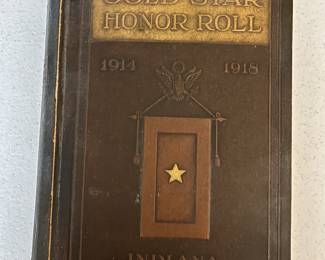 GOLD STAR
HONOR ROLL
1914 1918
INDIANA